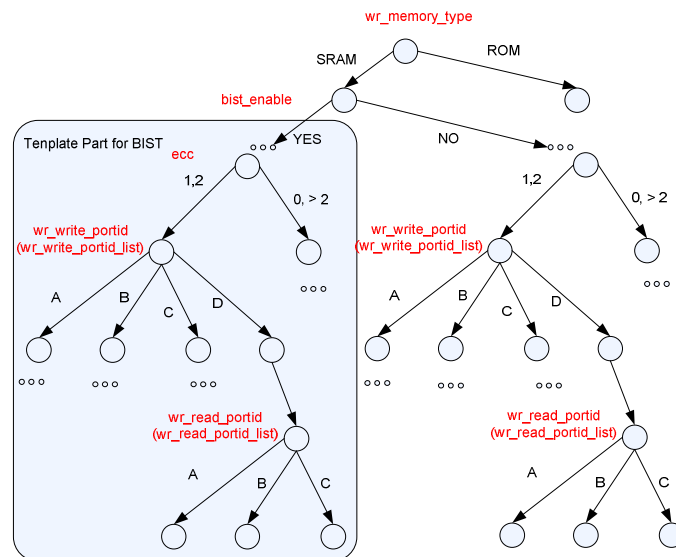 wr_memory_type
SRAM
ROM
bist_enable
YES
NO
Tenplate Part for BIST
ecc
1,2
0, > 2
1,2
0, > 2
wr_write_portid
(wr_write_portid_list)
wr_write_portid
(wr_write_portid_list)
A
B
C
D
A
B
C
D
wr_read_portid
(wr_read_portid_list)
wr_read_portid
(wr_read_portid_list)
A
B
C
A
B
C